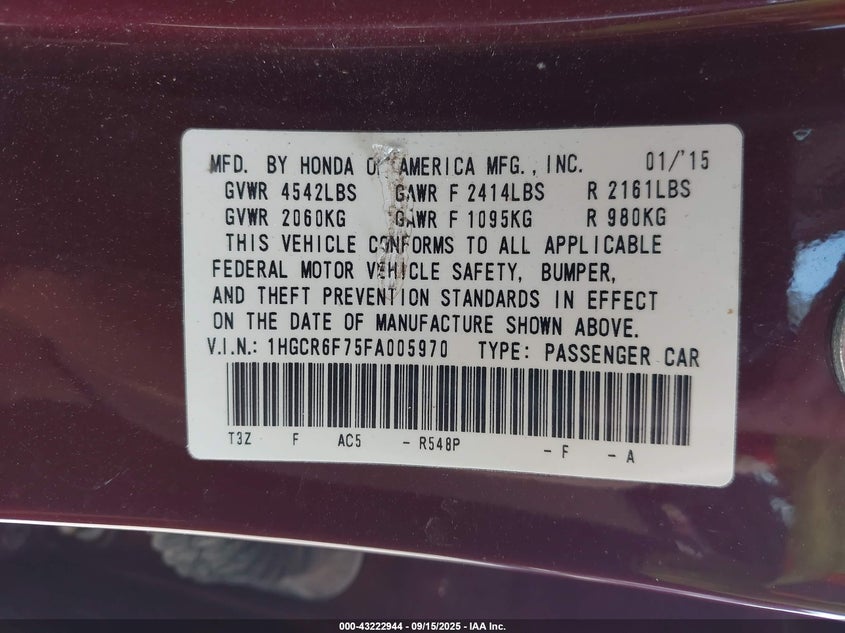 MFD. BY HONDA OF AMERICA MFG., INC. 01/'15
GVWR 4542LBS GAWR F 2414LBS R 2161LBS
GVWR 2060KG GAWR F 1095KG R 980KG
THIS VEHICLE CONFORMS TO ALL APPLICABLE
FEDERAL MOTOR VEHICLE SAFETY, BUMPER,
AND THEFT PREVENTION STANDARDS IN EFFECT
ON THE DATE OF MANUFACTURE SHOWN ABOVE.
V.I.N.: 1HGCR6F75FA005970 TYPE: PASSENGER CAR
T3Z F AC5 - R548P - F - A
000-43222944 - 09/15/2025 - IAA Inc.